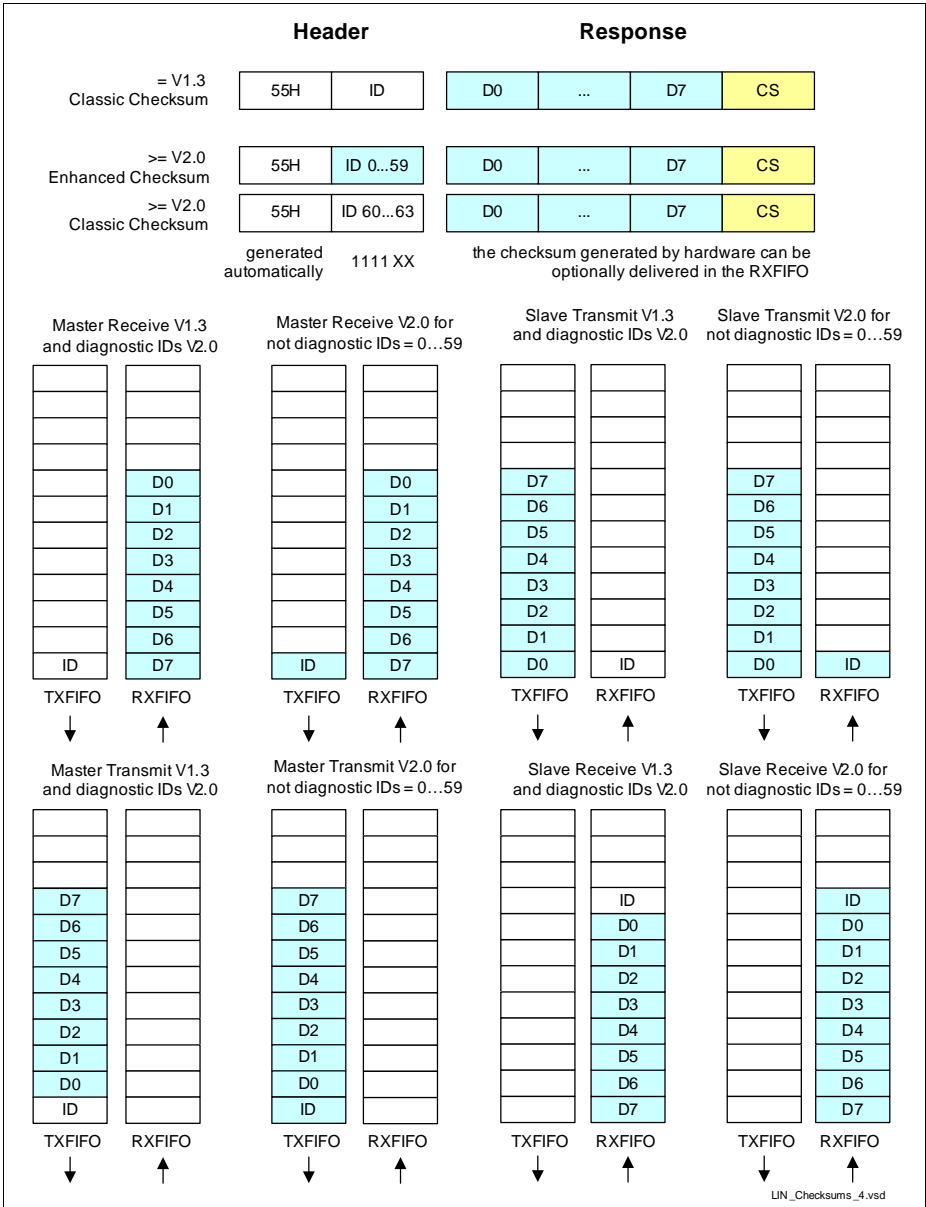 Header
Response
= V1.3
Classic Checksum
55H
ID
D0
...
D7
CS
>= V2.0
Enhanced Checksum
55H
ID 0...59
D0
...
D7
CS
>= V2.0
Classic Checksum
55H
ID 60...63
D0
...
D7
CS
generated
automatically
1111 XX
the checksum generated by hardware can be
optionally delivered in the RXFIFO
Master Receive V1.3
and diagnostic IDs V2.0
D0
D1
D2
D3
D4
D5
D6
ID
D7
TXFIFO
RXFIFO
Master Receive V2.0 for
not diagnostic IDs = 0...59
D0
D1
D2
D3
D4
D5
D6
ID
D7
TXFIFO
RXFIFO
Slave Transmit V1.3
and diagnostic IDs V2.0
D7
D6
D5
D4
D3
D2
D1
D0
ID
TXFIFO
RXFIFO
Slave Transmit V2.0 for
not diagnostic IDs = 0...59
D7
D6
D5
D4
D3
D2
D1
D0
ID
TXFIFO
RXFIFO
Master Transmit V1.3
and diagnostic IDs V2.0
D7
D6
D5
D4
D3
D2
D1
D0
ID
TXFIFO
RXFIFO
Master Transmit V2.0 for
not diagnostic IDs = 0...59
D7
D6
D5
D4
D3
D2
D1
D0
ID
TXFIFO
RXFIFO
Slave Receive V1.3
and diagnostic IDs V2.0
ID
D0
D1
D2
D3
D4
D5
D6
D7
TXFIFO
RXFIFO
Slave Receive V2.0 for
not diagnostic IDs = 0...59
ID
D0
D1
D2
D3
D4
D5
D6
D7
TXFIFO
RXFIFO
LIN_Checksums_4.vsd